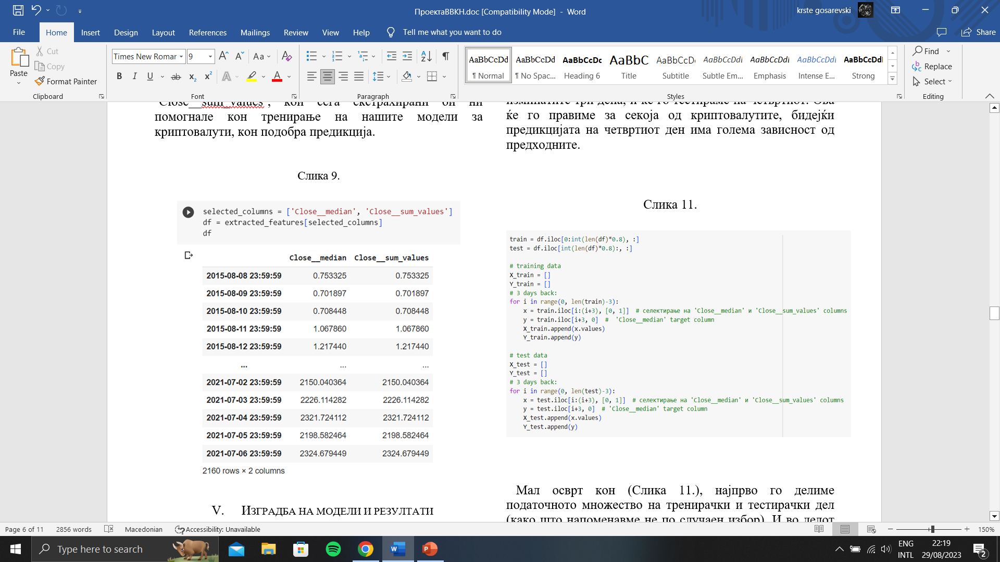 ПроектаВВКН.doc [Compatibility Mode] - Word
krste gosarevski
File
Home
Insert
Design
Layout
References
Mailings
Review
View
Help
Tell me what you want to do
Share
Paste
Cut
Copy
Format Painter
Clipboard
Times New Romar
9
Font
Paragraph
AaBbCcDd
¶ Normal
AaBbCcDd
¶ No Spac...
AaBbCcDc
Heading 6
AaBbC
Title
AaBbCcDc
Subtitle
AaBbCcDd
Subtle Em...
AaBbCcDd
Emphasis
AaBbCcDd
Intense E...
AaBbCcDd
Strong
Styles
Find
Replace
Select
Editing
"Close__sum_values", кои сега екстрахирани би ни
помогнале кон тренирање на нашите модели за
криптовалути, кон подобра предикција.
Слика 9.
selected_columns = ['Close__median', 'Close__sum_values']
df = extracted_features[selected_columns]
df
Close__median Close__sum_values
2015-08-08 23:59:59 0.753325 0.753325
2015-08-09 23:59:59 0.701897 0.701897
2015-08-10 23:59:59 0.708448 0.708448
2015-08-11 23:59:59 1.067860 1.067860
2015-08-12 23:59:59 1.217440 1.217440
... ... ...
2021-07-02 23:59:59 2150.040364 2150.040364
2021-07-03 23:59:59 2226.114282 2226.114282
2021-07-04 23:59:59 2321.724112 2321.724112
2021-07-05 23:59:59 2198.582464 2198.582464
2021-07-06 23:59:59 2324.679449 2324.679449
2160 rows × 2 columns
V. ИЗГРАДБА НА МОДЕЛИ И РЕЗУЛТАТИ
изминатите три дена, и ќе го тестираме на четвртиот. Ова
ќе го правиме за секоја од криптовалутите, бидејќи
предикцијата на четвртиот ден има голема зависност од
предходните.
Слика 11.
train = df.iloc[0:int(len(df)*0.8), :]
test = df.iloc[int(len(df)*0.8):, :]
# training data
X_train = []
Y_train = []
# 3 days back:
for i in range(0, len(train)-3):
x = train.iloc[i:(i+3), [0, 1]] # селектирање на 'Close__median' и 'Close__sum_values' columns
y = train.iloc[i+3, 0] # 'Close__median' target column
X_train.append(x.values)
Y_train.append(y)
# test data
X_test = []
Y_test = []
# 3 days back:
for i in range(0, len(test)-3):
x = test.iloc[i:(i+3), [0, 1]] # селектирање на 'Close__median' и 'Close__sum_values' columns
y = test.iloc[i+3, 0] # 'Close__median' target column
X_test.append(x.values)
Y_test.append(y)
Мал осврт кон (Слика 11.), најпрво го делиме
податочното множество на тренирачки и тестирачки дел
(како што напоменавме не по случаен избор). И во делот
Page 6 of 11
2856 words
Macedonian
Accessibility: Unavailable
150%
Type here to search
ENG
INTL
22:19
29/08/2023
2